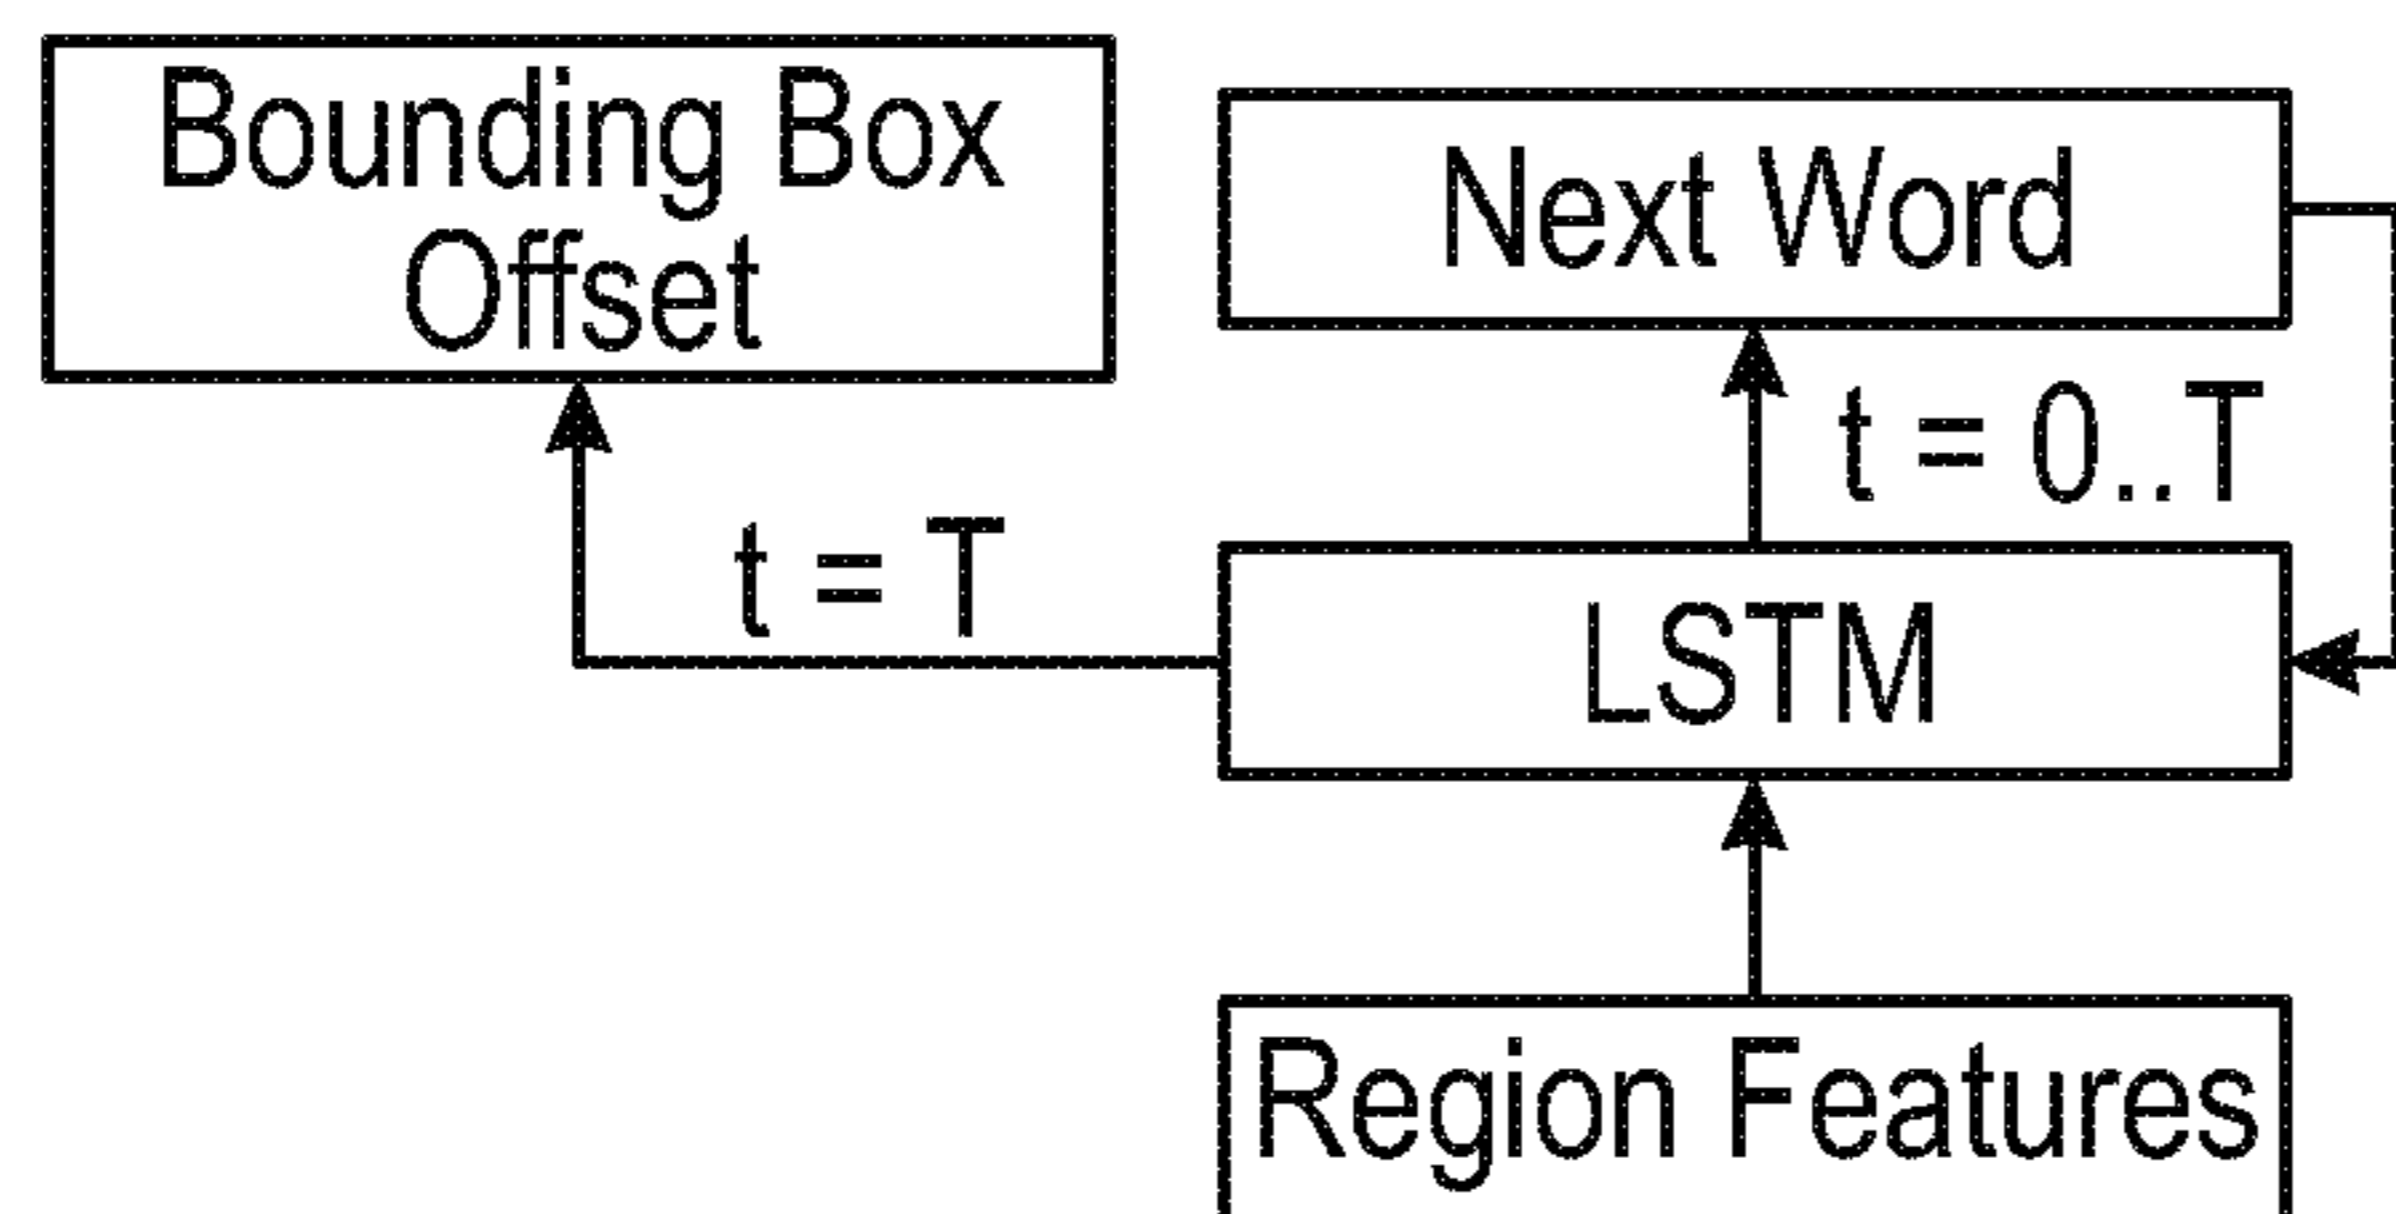 Bounding Box
Offset
Next Word
t = 0..T
t = T
LSTM
Region Features